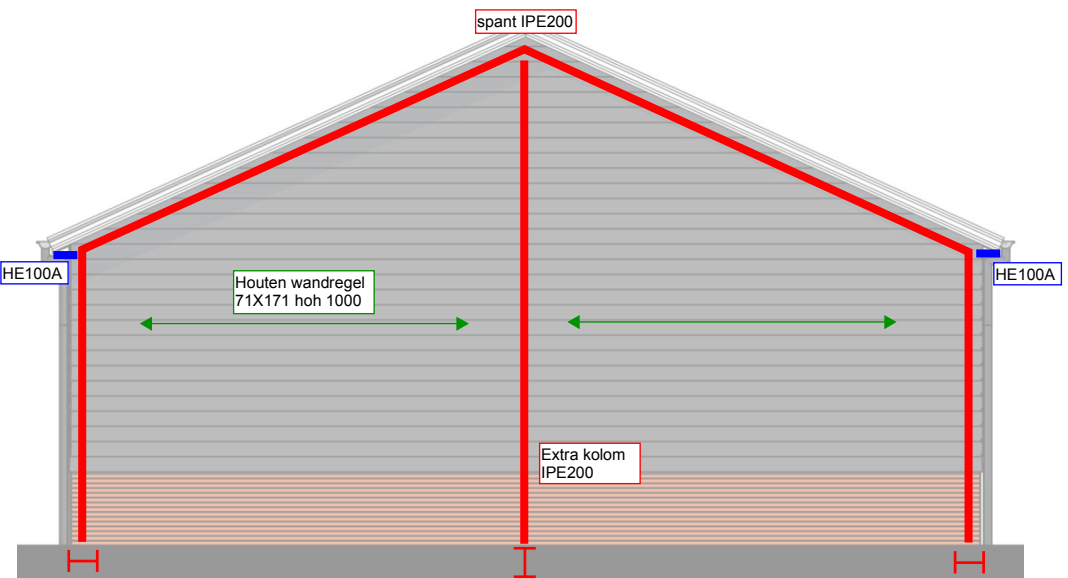 spant IPE200
HE100A
HE100A
Houten wandregel
71X171 hoh 1000
Extra kolom
IPE200